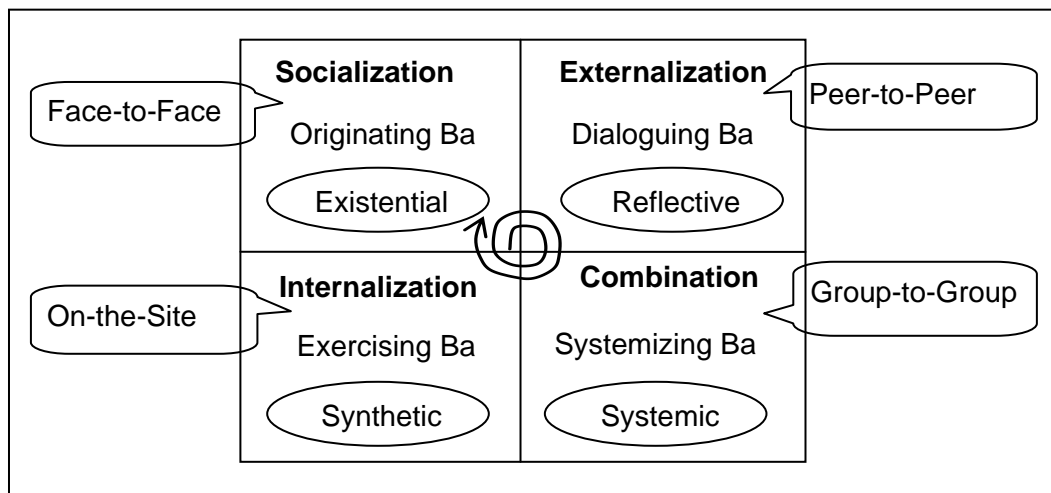 Socialization
Face-to-Face
Originating Ba
Existential
Externalization
Peer-to-Peer
Dialoguing Ba
Reflective
Internalization
On-the-Site
Exercising Ba
Synthetic
Combination
Group-to-Group
Systemizing Ba
Systemic